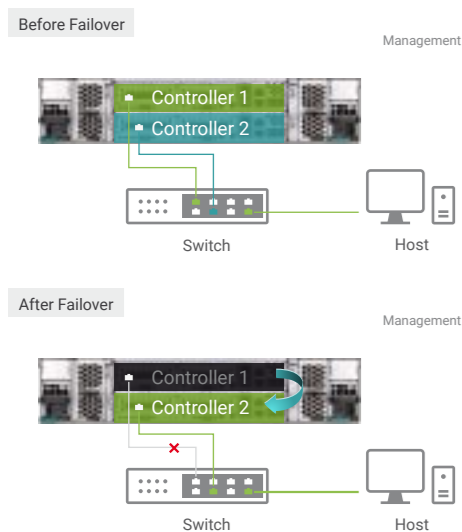 Before Failover
Management
Controller 1
Controller 2
Switch
Host
After Failover
Management
Controller 1
Controller 2
Switch
Host